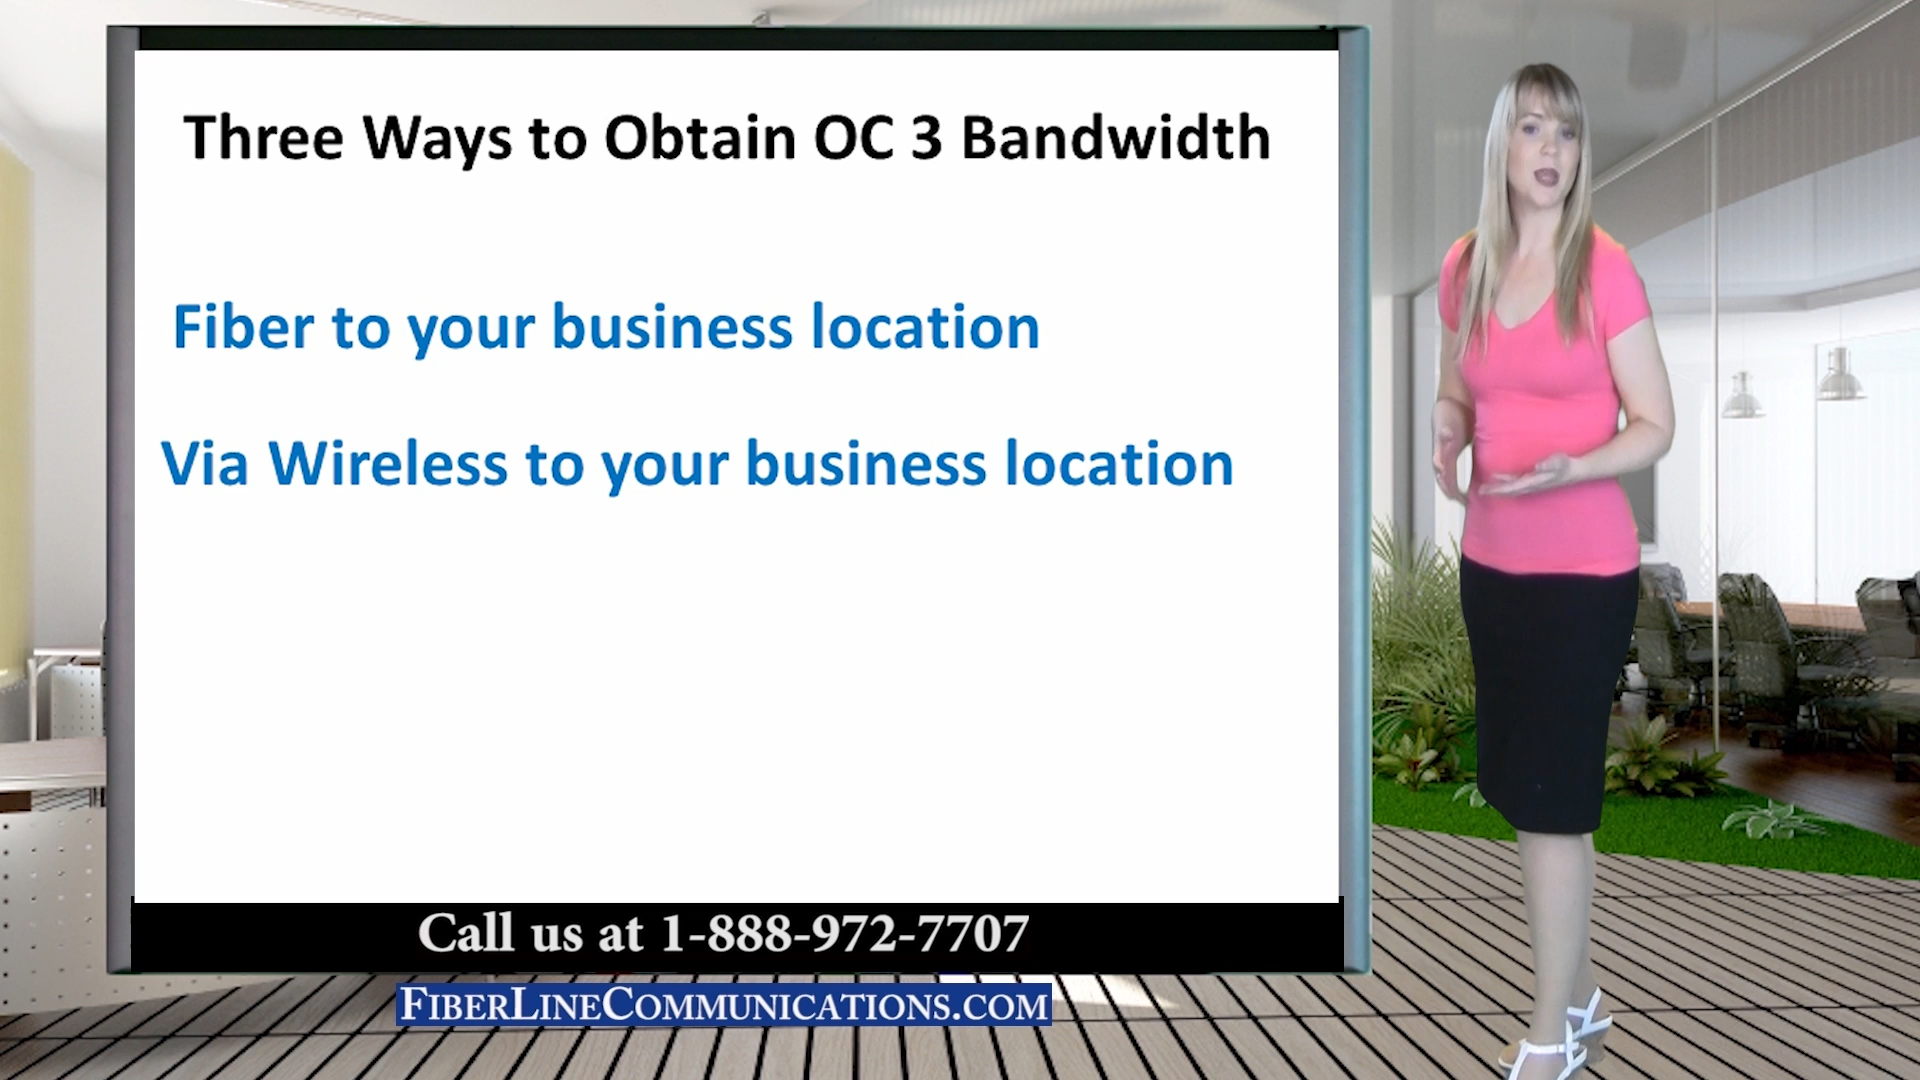 Three Ways to Obtain OC 3 Bandwidth
Fiber to your business location
Via Wireless to your business location
Call us at 1-888-972-7707
FiberLineCommunications.com